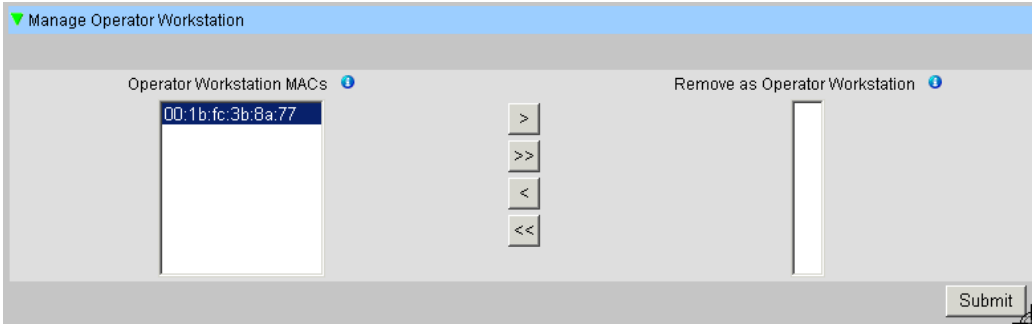 Manage Operator Workstation
Operator Workstation MACs
Remove as Operator Workstation
00:1b:fc:3b:8a:77
>
>>
<
<<
Submit